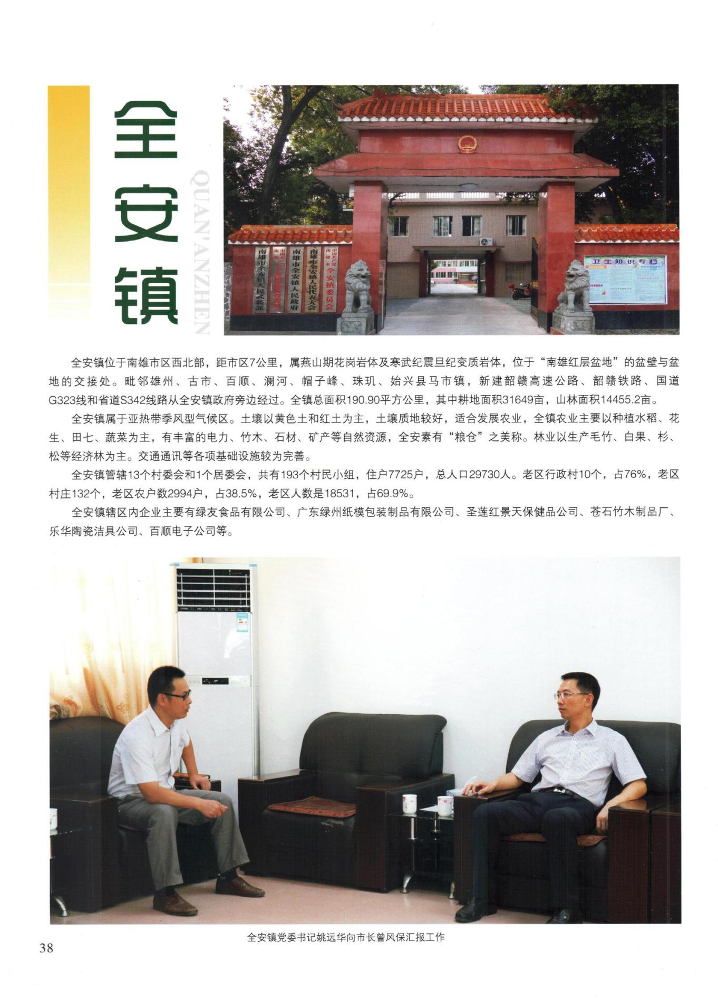 全安镇
QUAN'ANZHEN
南雄市全安镇人民武装部
南雄市全安镇人民政府
南雄市全安镇人民代表大会
中国共产党南雄市全安镇委员会
卫生知识专栏
全安镇位于南雄市区西北部，距市区7公里，属燕山期花岗岩体及寒武纪震旦纪变质岩体，位于“南雄红层盆地”的盆壁与盆
地的交接处。毗邻雄州、古市、百顺、澜河、帽子峰、珠玑、始兴县马市镇，新建韶赣高速公路、韶赣铁路、国道
G323线和省道S342线路从全安镇政府旁边经过。全镇总面积190.90平方公里，其中耕地面积31649亩，山林面积14455.2亩。
全安镇属于亚热带季风型气候区。土壤以黄色土和红土为主，土壤质地较好，适合发展农业，全镇农业主要以种植水稻、花
生、田七、蔬菜为主，有丰富的电力、竹木、石材、矿产等自然资源，全安素有“粮仓”之美称。林业以生产毛竹、白果、杉、
松等经济林为主。交通通讯等各项基础设施较为完善。
全安镇管辖13个村委会和1个居委会，共有193个村民小组，住户7725户，总人口29730人。老区行政村10个，占76%，老区
村庄132个，老区农户数2994户，占38.5%，老区人数是18531，占69.9%。
全安镇辖区内企业主要有绿友食品有限公司、广东绿州纸模包装制品有限公司、圣莲红景天保健品公司、苍石竹木制品厂、
乐华陶瓷洁具公司、百顺电子公司等。
全安镇党委书记姚远华向市长曾风保汇报工作
38